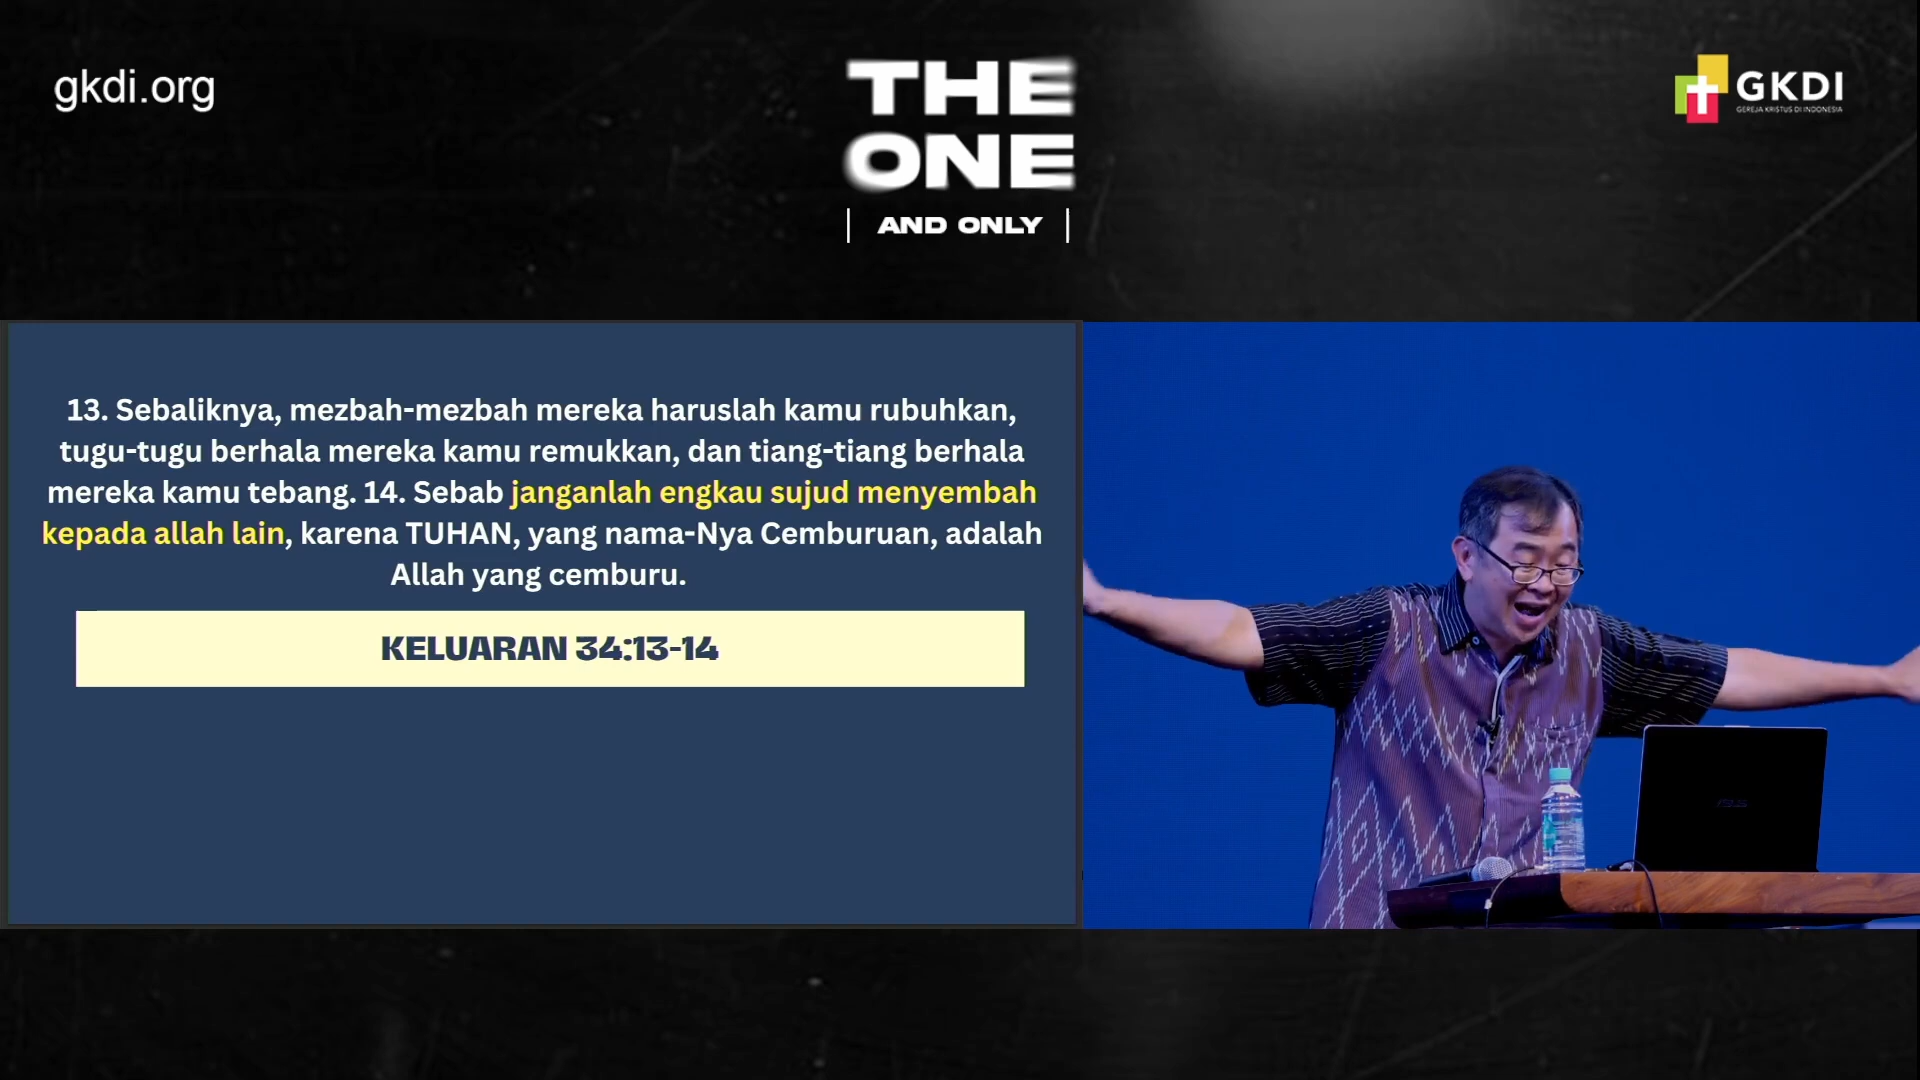 gkdi.org
THE
ONE
AND ONLY
GKDI
GEREJA KRISTUS DI INDONESIA
13. Sebaliknya, mezbah-mezbah mereka haruslah kamu rubuhkan,
tugu-tugu berhala mereka kamu remukkan, dan tiang-tiang berhala
mereka kamu tebang. 14. Sebab janganlah engkau sujud menyembah
kepada allah lain, karena TUHAN, yang nama-Nya Cemburuan, adalah
Allah yang cemburu.
KELUARAN 34:13-14
ASUS